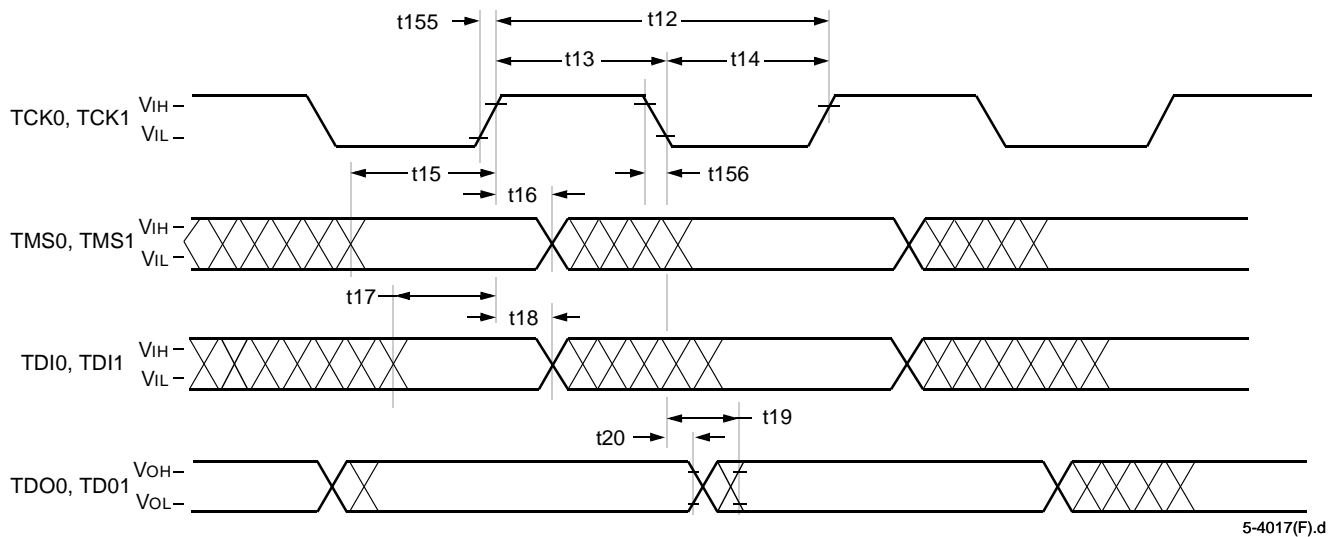 t155
t12
t13
t14
TCK0, TCK1
VIH
VIL
t15
t156
t16
TMS0, TMS1
VIH
VIL
t17
t18
TDI0, TDI1
VIH
VIL
t19
t20
TDO0, TD01
VOH
VOL
5-4017(F).d